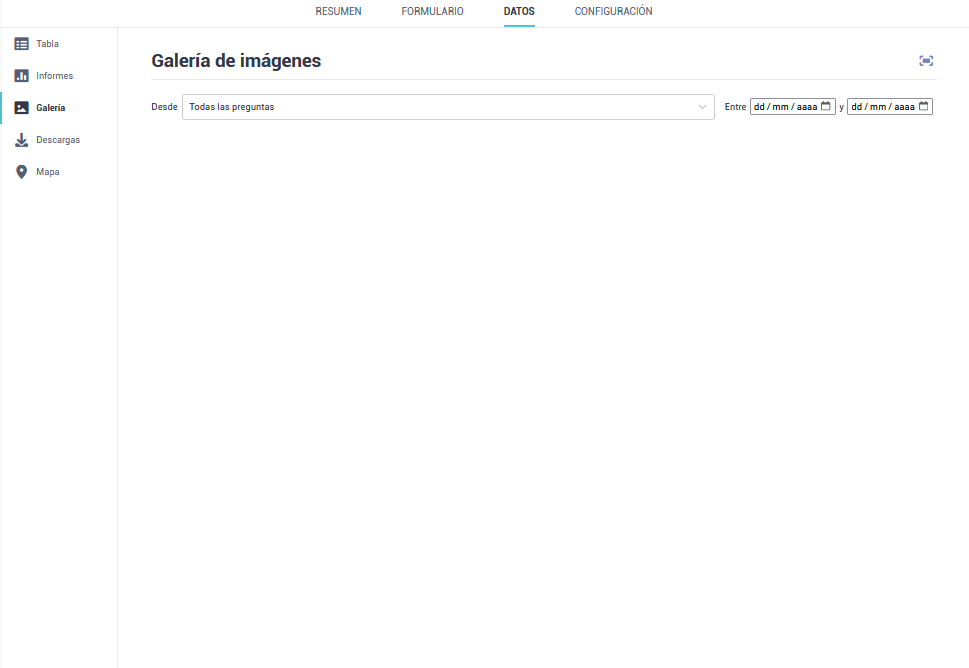 RESUMEN FORMULARIO DATOS CONFIGURACIÓN
Tabla
Informes
Galería
Descargas
Mapa
Galería de imágenes
Desde Todas las preguntas Entre dd / mm / aaaa y dd / mm / aaaa